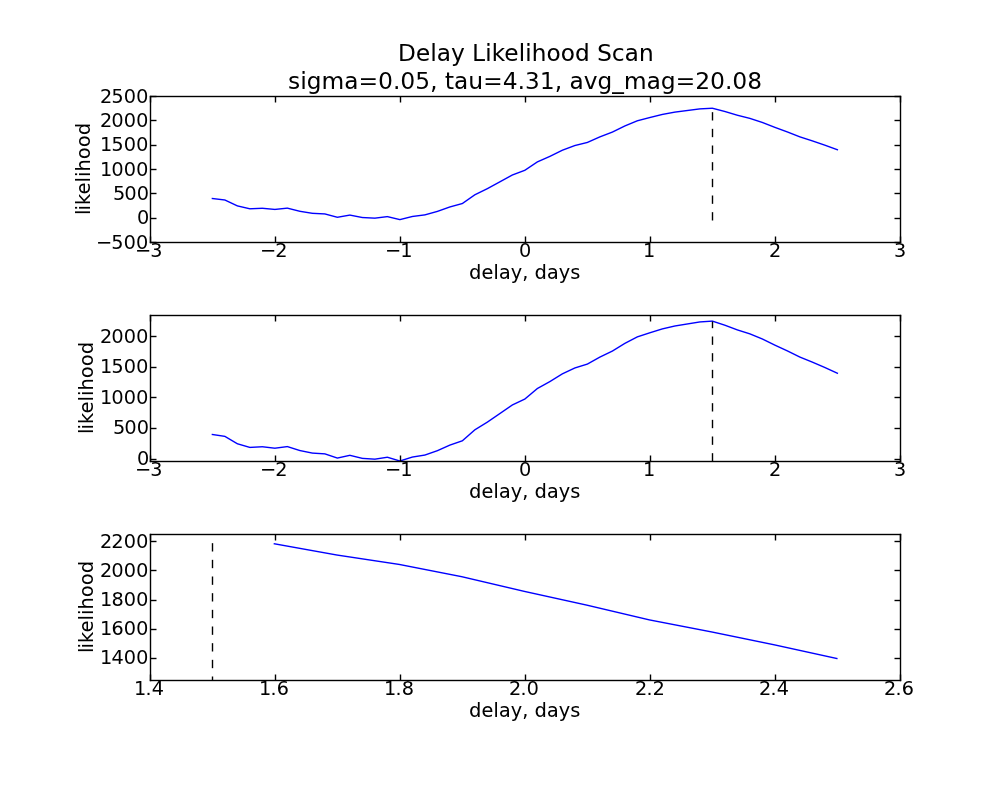 Delay Likelihood Scan
sigma=0.05, tau=4.31, avg_mag=20.08
2500
2000
1500
1000
500
0
−500
likelihood
−3 −2 −1 0 1 2 3
delay, days
2000
1500
1000
500
0
likelihood
−3 −2 −1 0 1 2 3
delay, days
2200
2000
1800
1600
1400
likelihood
1.4 1.6 1.8 2.0 2.2 2.4 2.6
delay, days